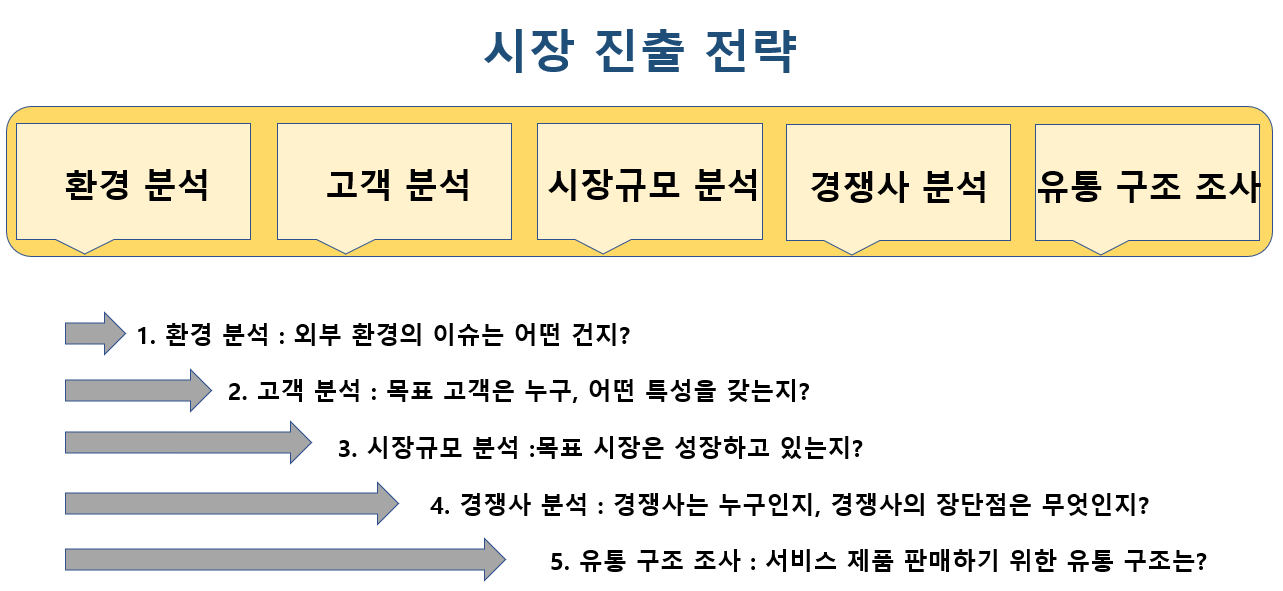 시장 진출 전략
환경 분석
고객 분석
시장규모 분석
경쟁사 분석
유통 구조 조사
1. 환경 분석 : 외부 환경의 이슈는 어떤 건지?
2. 고객 분석 : 목표 고객은 누구, 어떤 특성을 갖는지?
3. 시장규모 분석 :목표 시장은 성장하고 있는지?
4. 경쟁사 분석 : 경쟁사는 누구인지, 경쟁사의 장단점은 무엇인지?
5. 유통 구조 조사 : 서비스 제품 판매하기 위한 유통 구조는?